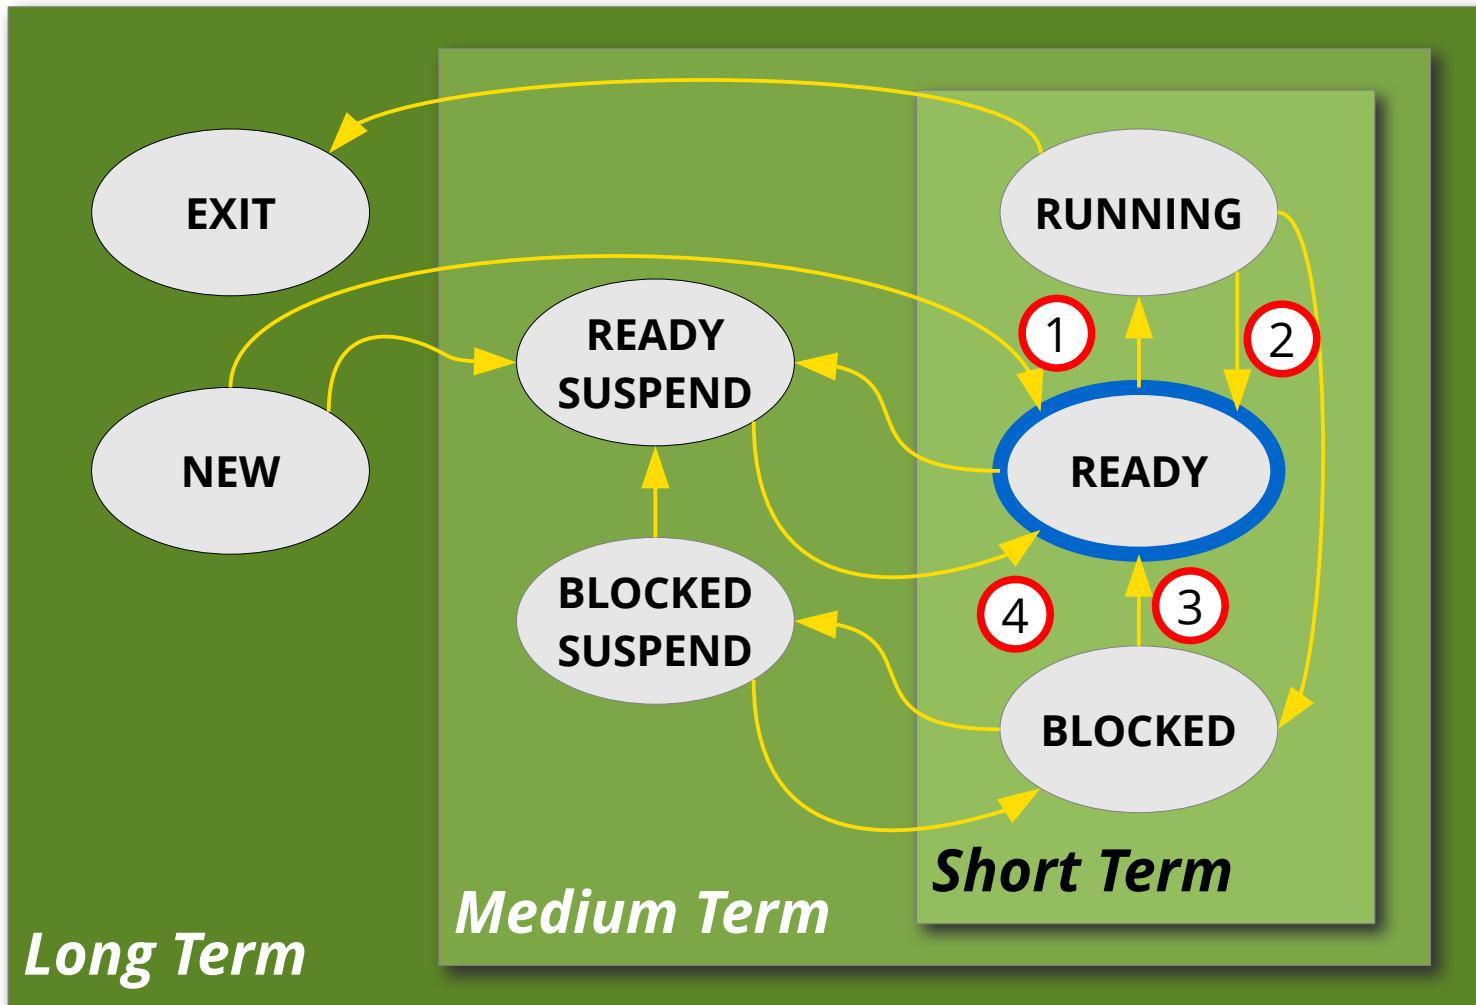 EXIT
RUNNING
READY
SUSPEND
1
2
NEW
READY
BLOCKED
SUSPEND
4
3
BLOCKED
Short Term
Medium Term
Long Term